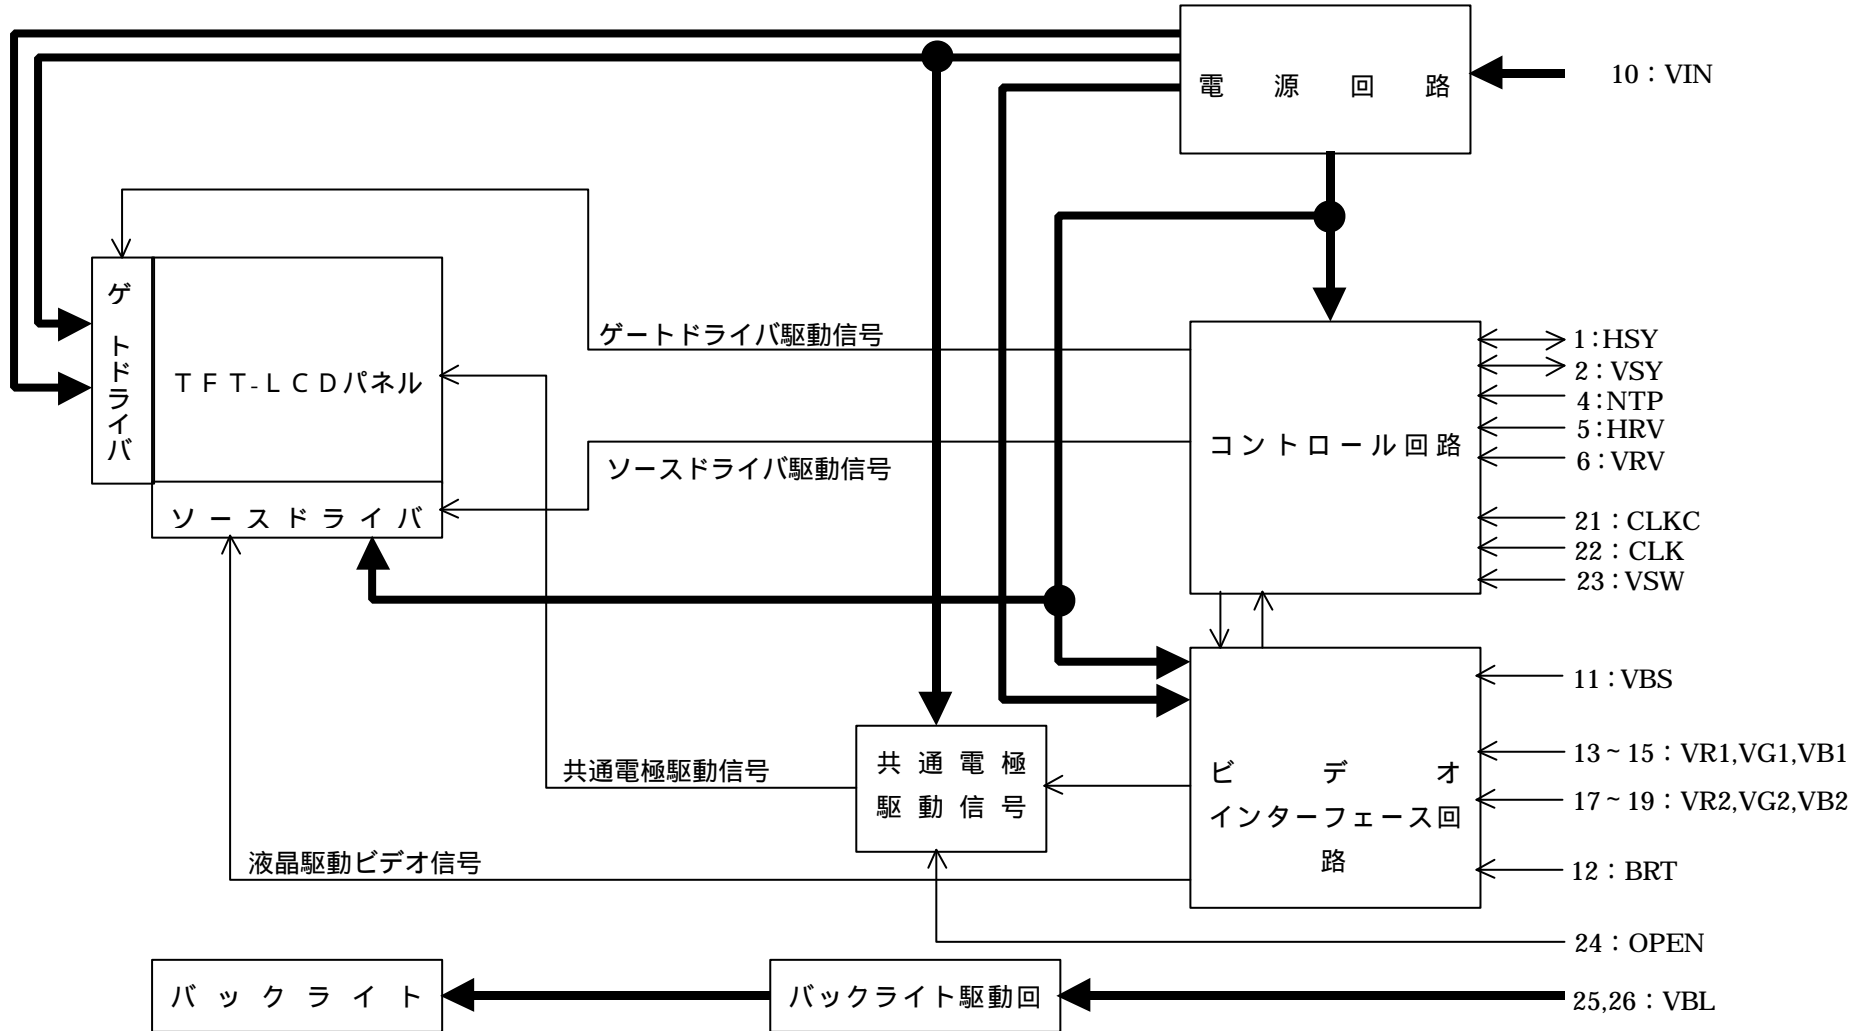 電源回路
10：VIN
ゲ トドライバ
TFT-LCDパネル
ゲートドライバ駆動信号
ソースドライバ駆動信号
コントロール回路
1：HSY
2：VSY
4：NTP
5：HRV
6：VRV
21：CLKC
22：CLK
23：VSW
ソースドライバ
11：VBS
13~15：VR1,VG1,VB1
17~19：VR2,VG2,VB2
12：BRT
共通電極駆動信号
共通電極
駆動信号
ビデオ
インターフェース回
路
液晶駆動ビデオ信号
24：OPEN
バックライト
バックライト駆動回
25,26：VBL